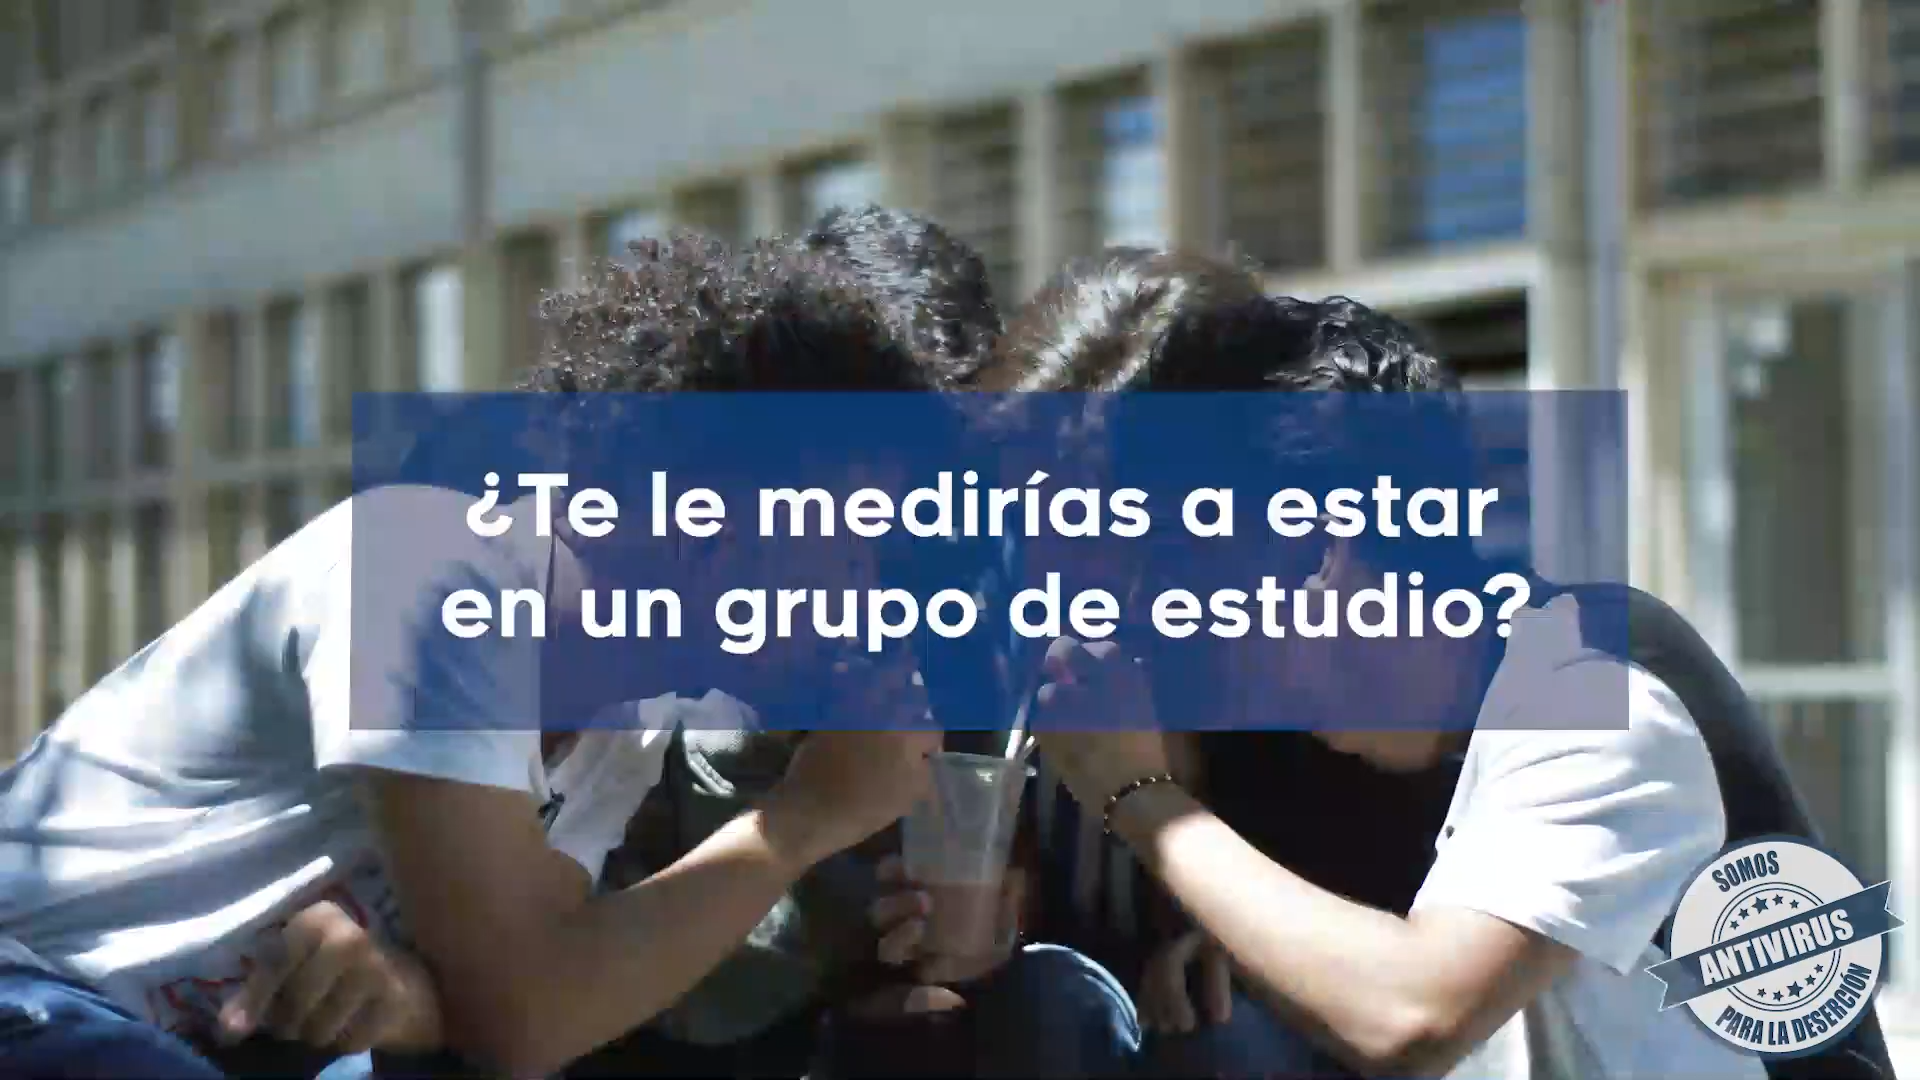 ¿Te le medirías a estar
en un grupo de estudio?
SOMOS
ANTIVIRUS
PARA LA DESERCIÓN